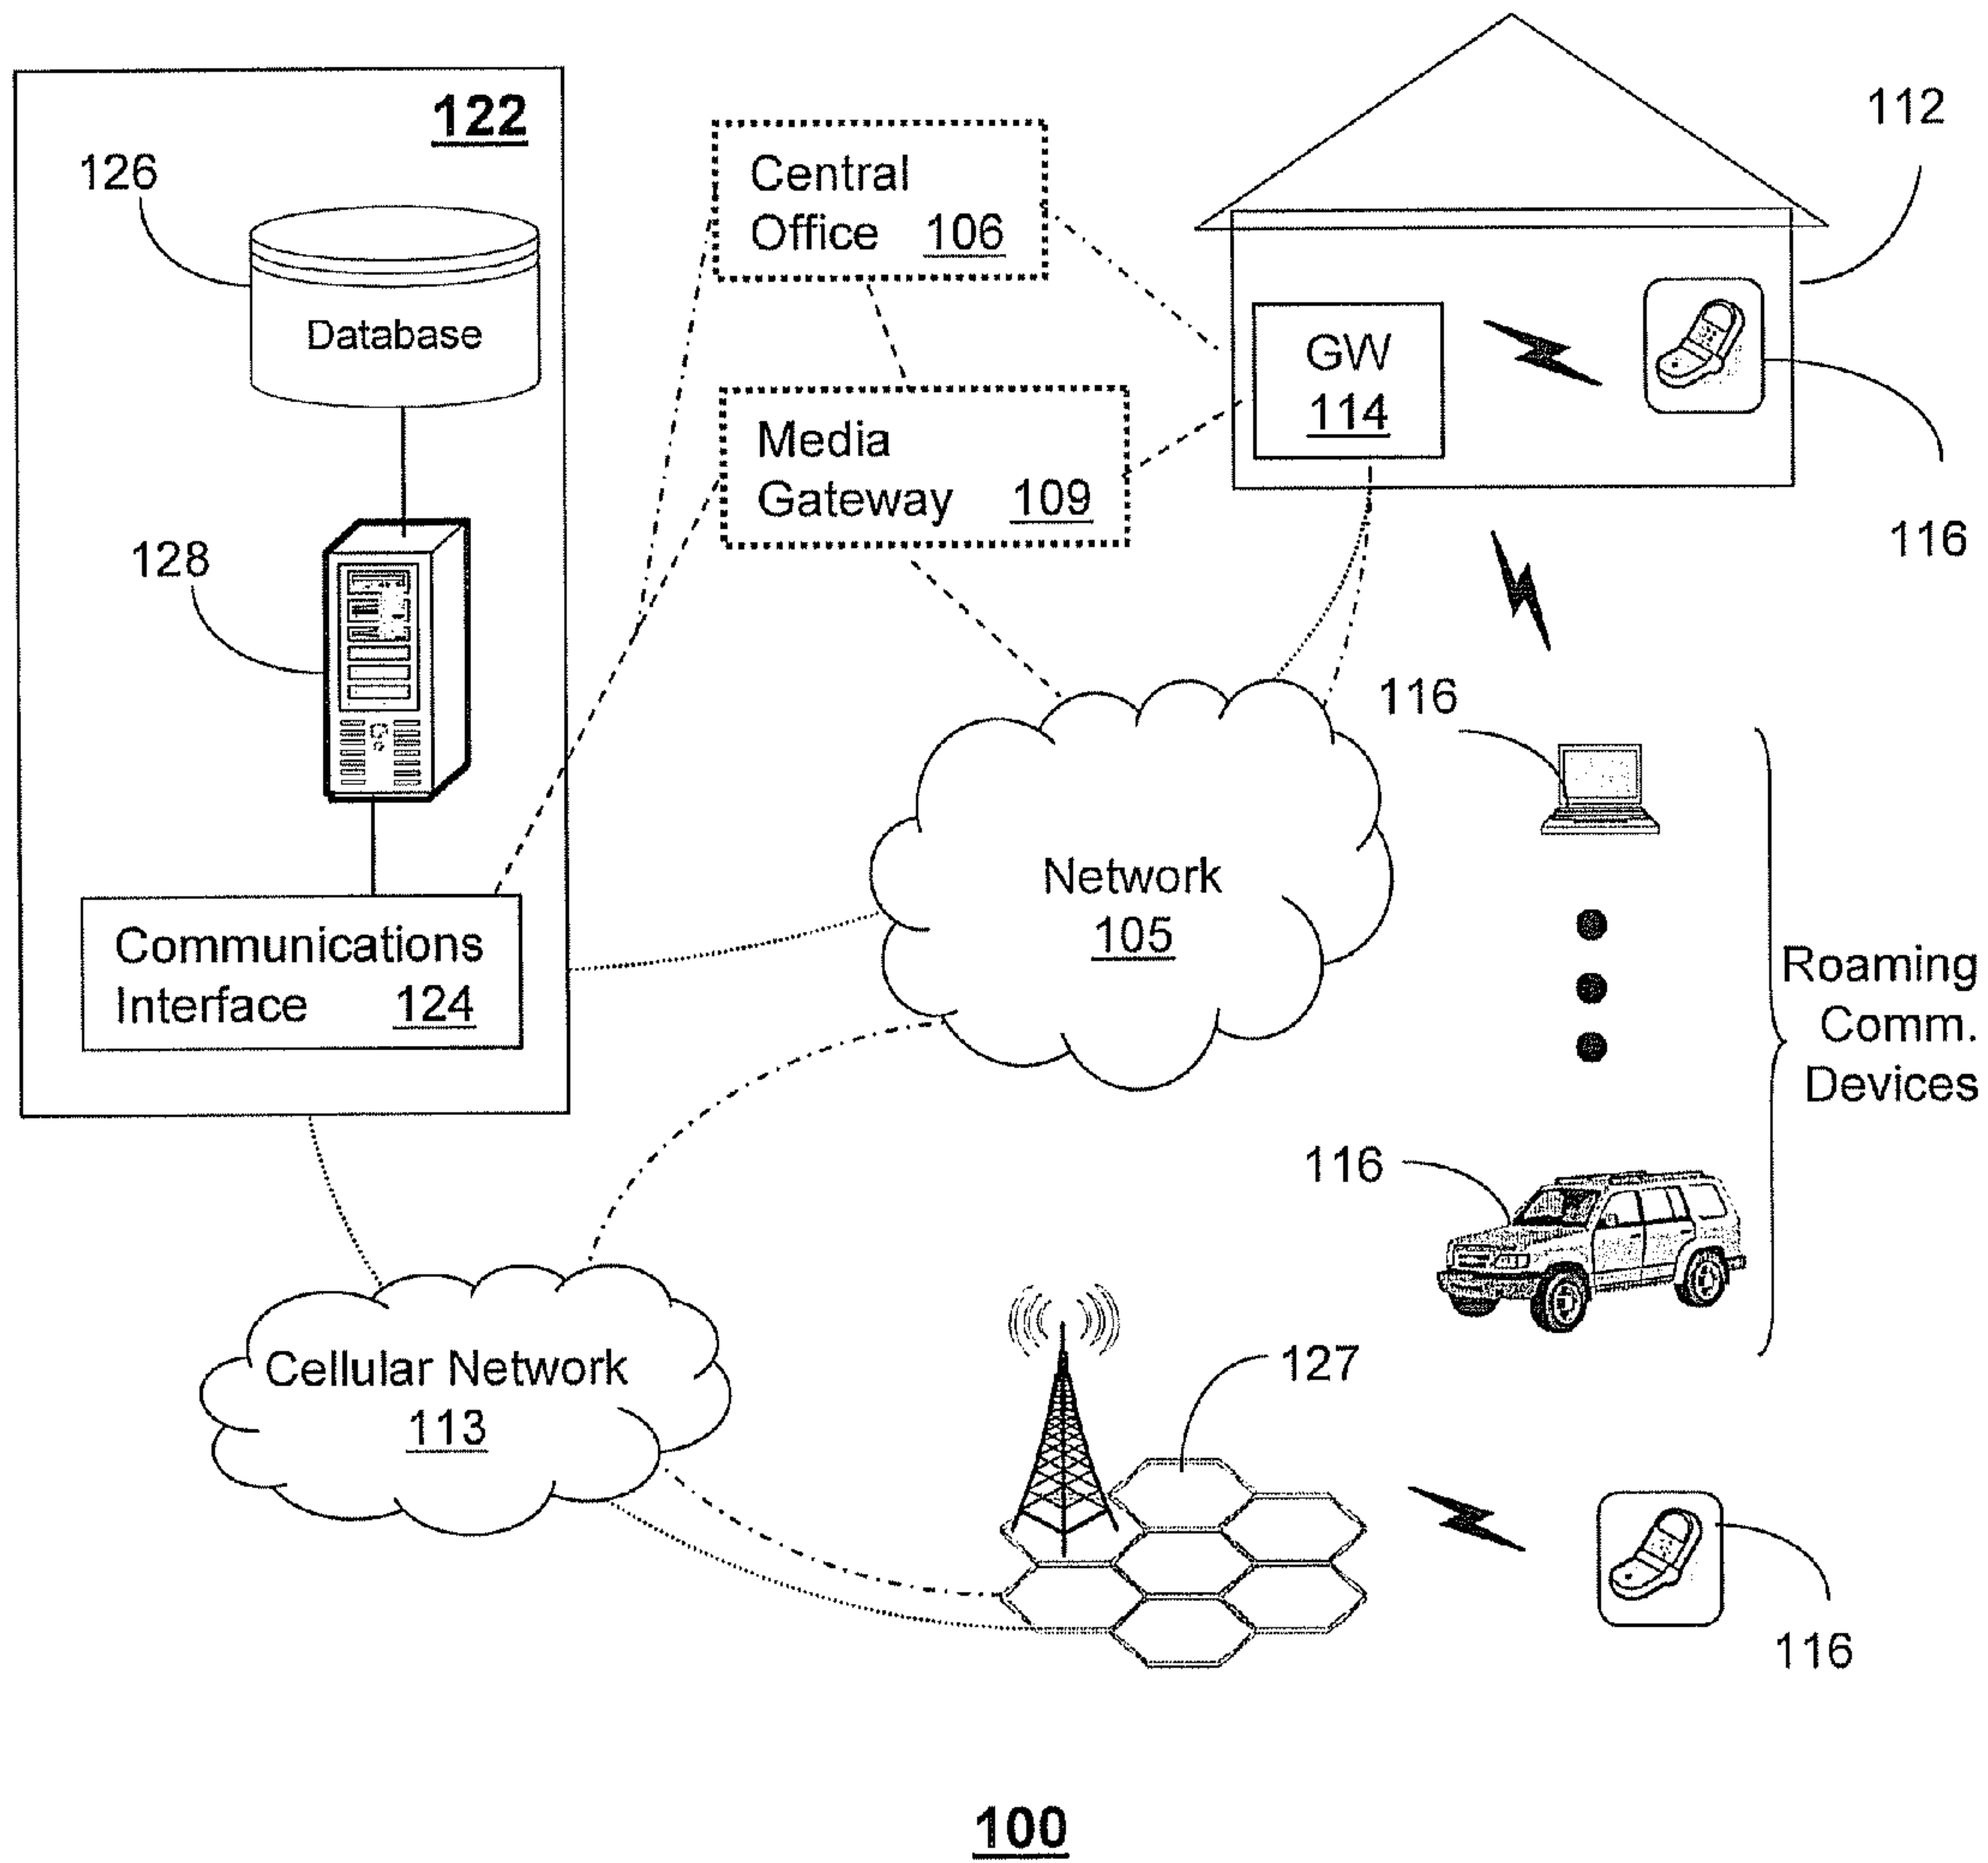 122
126
Database
128
Communications
Interface 124
Central
Office 106
Media
Gateway 109
112
GW
114
116
116
Network
105
Roaming
Comm.
Devices
116
Cellular Network
113
127
116
100